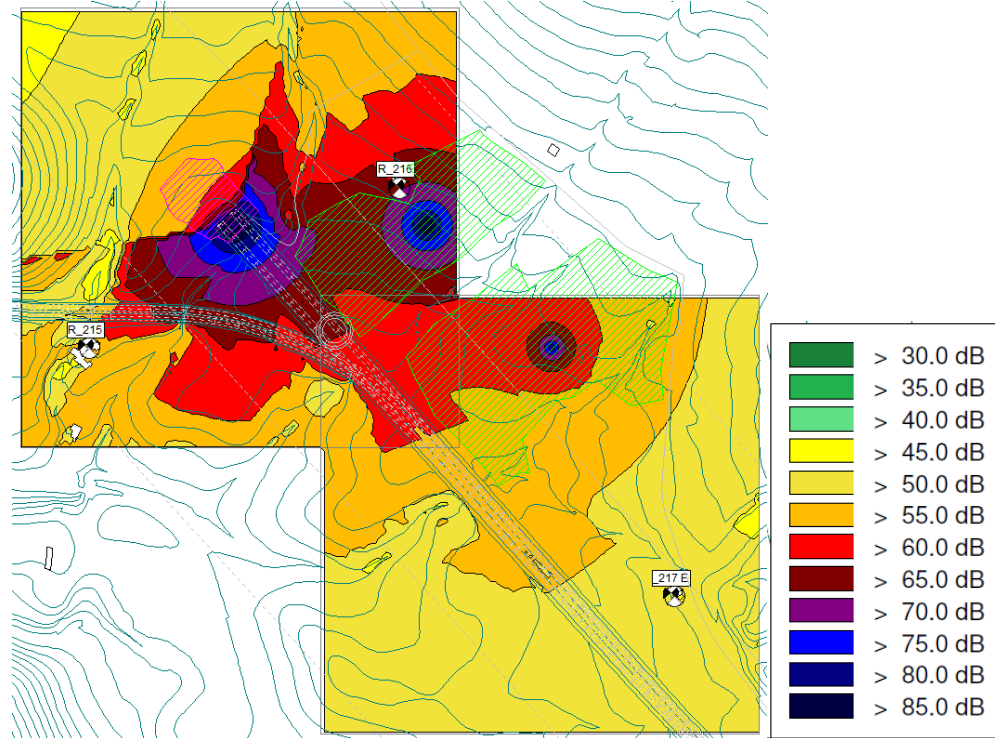 R_216
R_215
_217 E
> 30.0 dB
> 35.0 dB
> 40.0 dB
> 45.0 dB
> 50.0 dB
> 55.0 dB
> 60.0 dB
> 65.0 dB
> 70.0 dB
> 75.0 dB
> 80.0 dB
> 85.0 dB